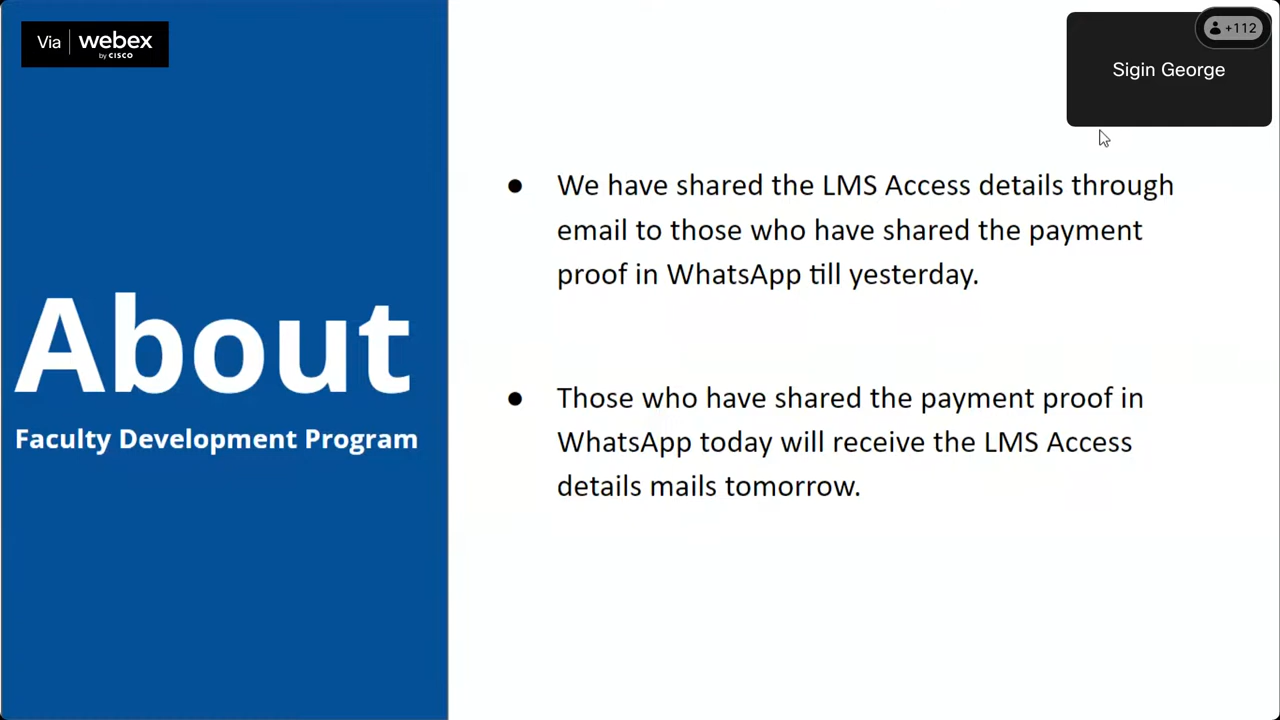 Via webex
by CISCO
+112
Sigin George
About
Faculty Development Program
● We have shared the LMS Access details through
email to those who have shared the payment
proof in WhatsApp till yesterday.
● Those who have shared the payment proof in
WhatsApp today will receive the LMS Access
details mails tomorrow.